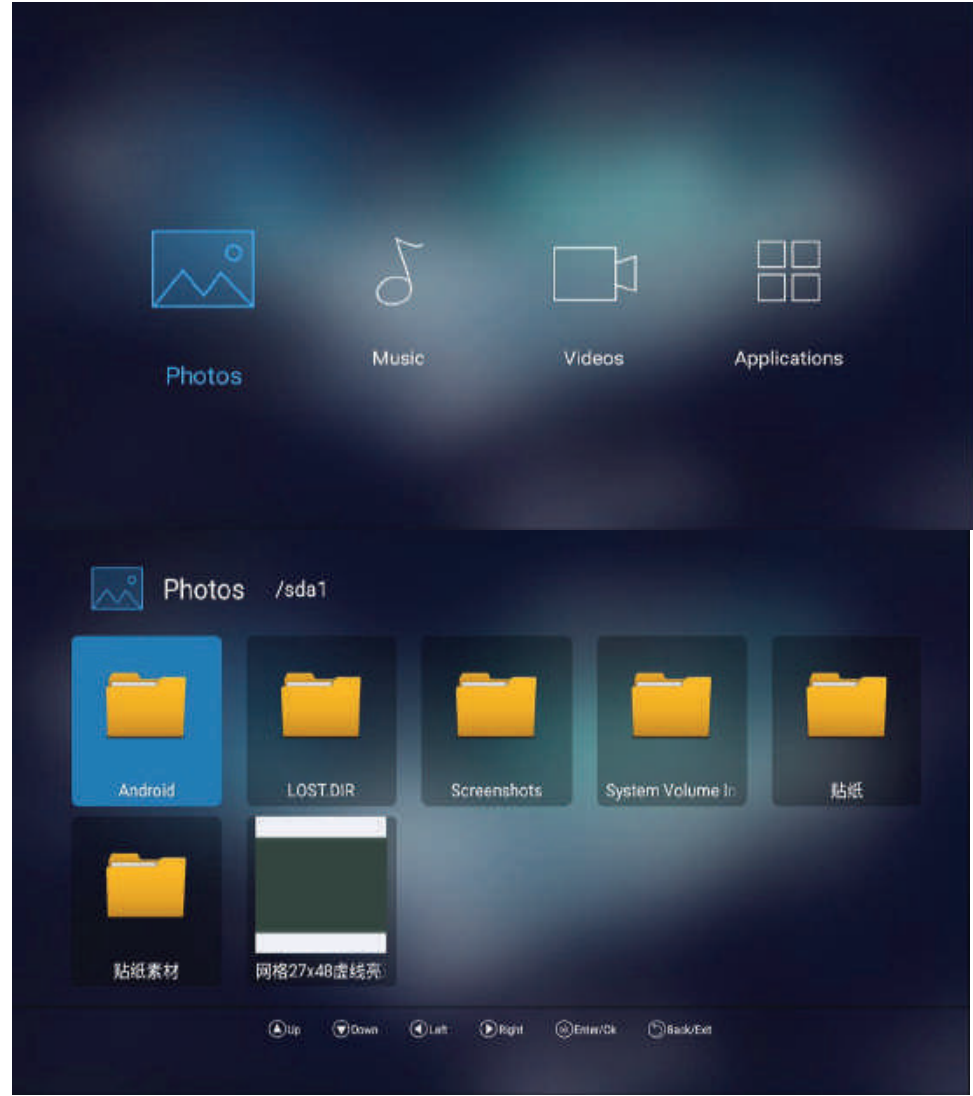 Photos
Music
Videos
Applications
Photos /sda1
Android
LOST.DIR
Screenshots
System Volume In
贴纸
贴纸素材
网格27x48虚线亮
Up Down Left Right ok Enter/Ok Back/Exit